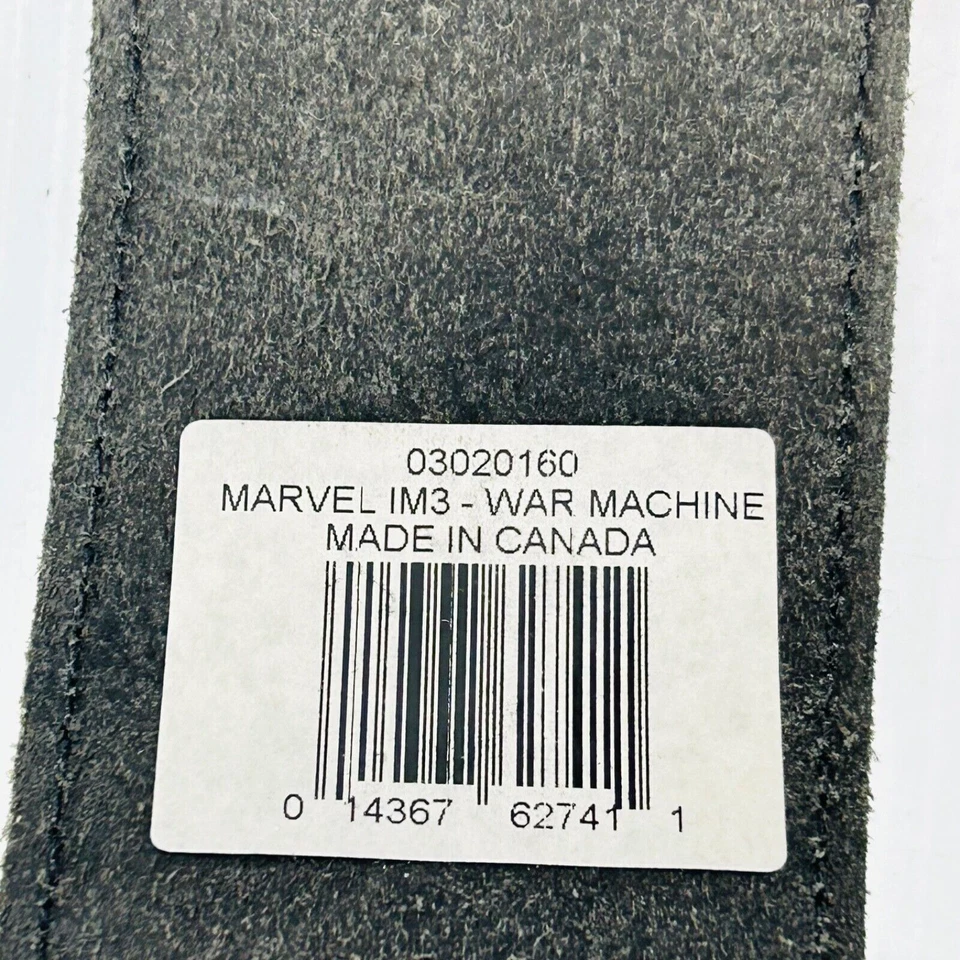 03020160
MARVEL IM3 - WAR MACHINE
MADE IN CANADA
0 14367 62741 1